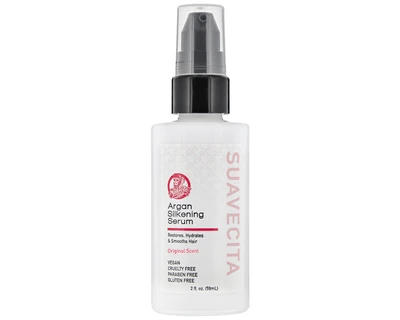 SUAVECITA
Argan
Silkening
Serum
Restores, Hydrates
& Smooths Hair
Original Scent
VEGAN
CRUELTY FREE
PARABEN FREE
GLUTEN FREE
2 fl. oz. (59mL)